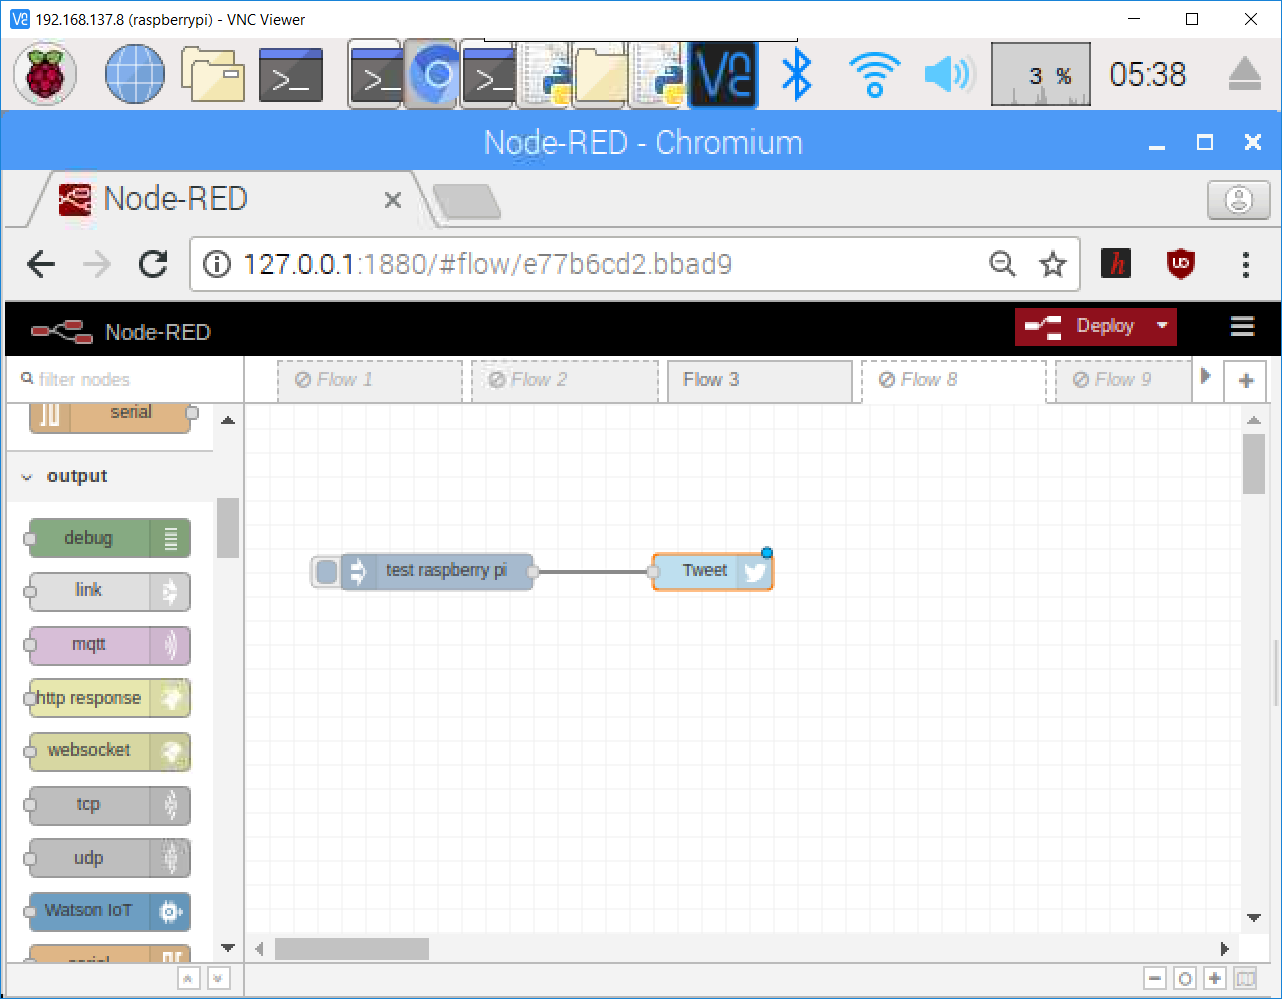 192.168.137.8 (raspberrypi) - VNC Viewer
3 %
05:38
Node-RED - Chromium
Node-RED
127.0.0.1:1880/#flow/e77b6cd2.bbad9
Node-RED
Deploy
filter nodes
Flow 1
Flow 2
Flow 3
Flow 8
Flow 9
serial
output
debug
link
mqtt
http response
websocket
tcp
udp
Watson IoT
serial
test raspberry pi
Tweet